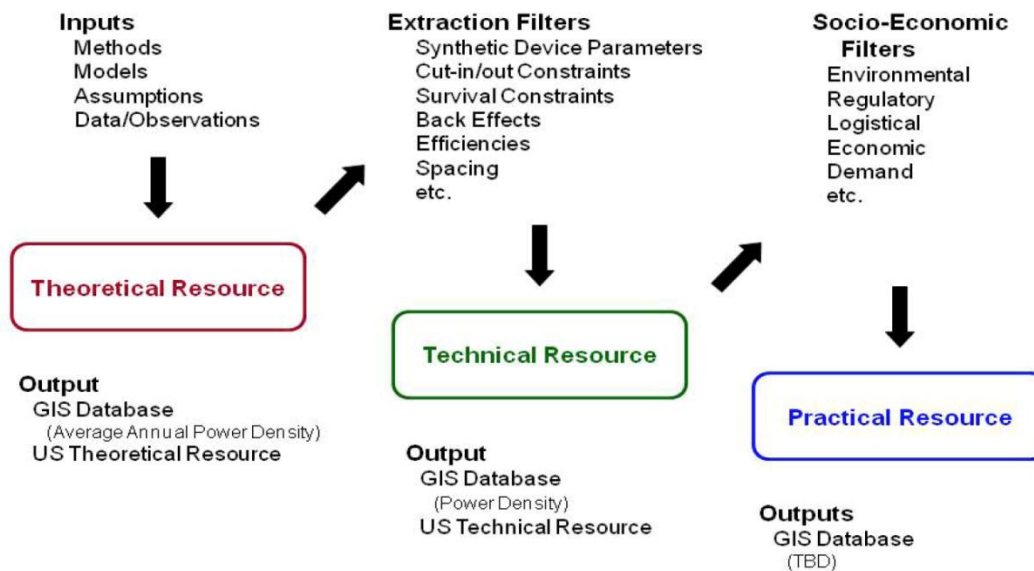 Inputs
Methods
Models
Assumptions
Data/Observations
Theoretical Resource
Output
GIS Database
(Average Annual Power Density)
US Theoretical Resource
Extraction Filters
Synthetic Device Parameters
Cut-in/out Constraints
Survival Constraints
Back Effects
Efficiencies
Spacing
etc.
Technical Resource
Output
GIS Database
(Power Density)
US Technical Resource
Socio-Economic
Filters
Environmental
Regulatory
Logistical
Economic
Demand
etc.
Practical Resource
Outputs
GIS Database
(TBD)